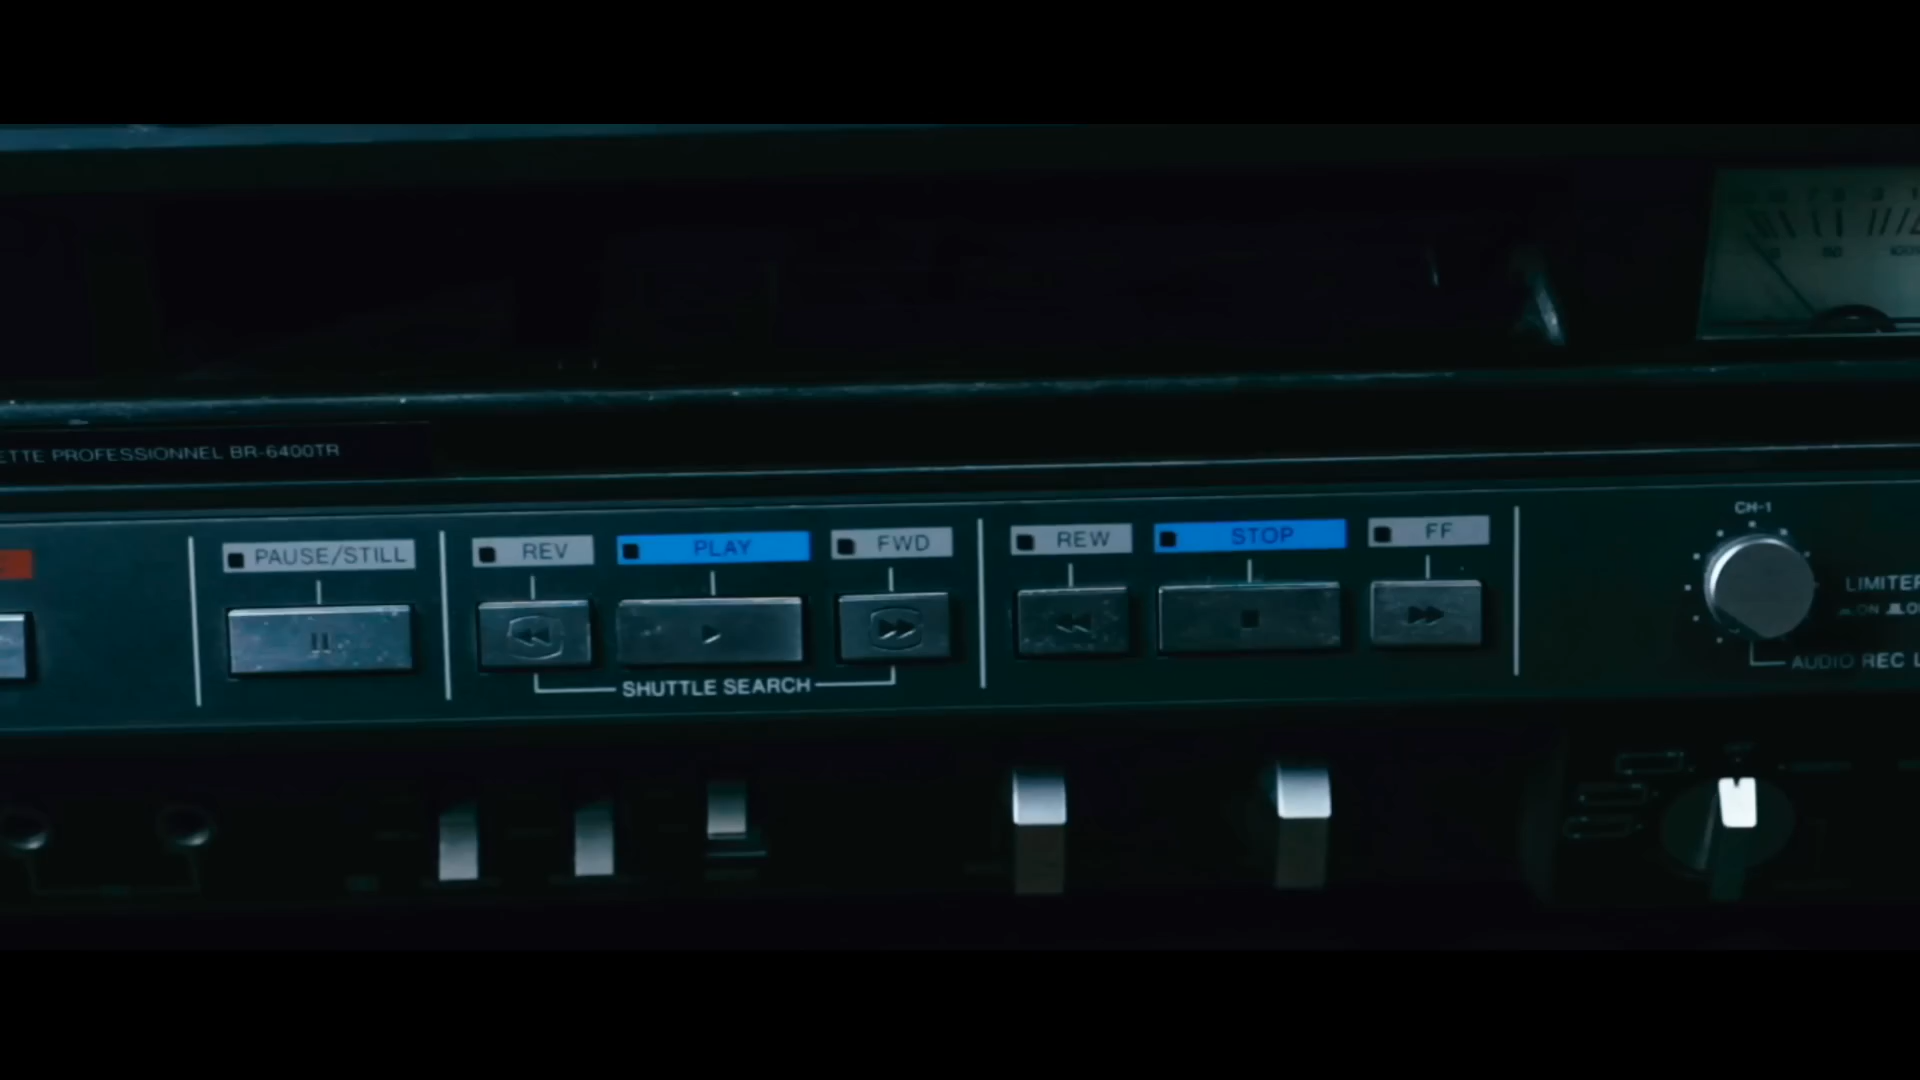 ETTE PROFESSIONNEL BR-6400TR
PAUSE/STILL
REV
PLAY
FWD
SHUTTLE SEARCH
REW
STOP
FF
CH-1
LIMITER
ON
AUDIO REC L